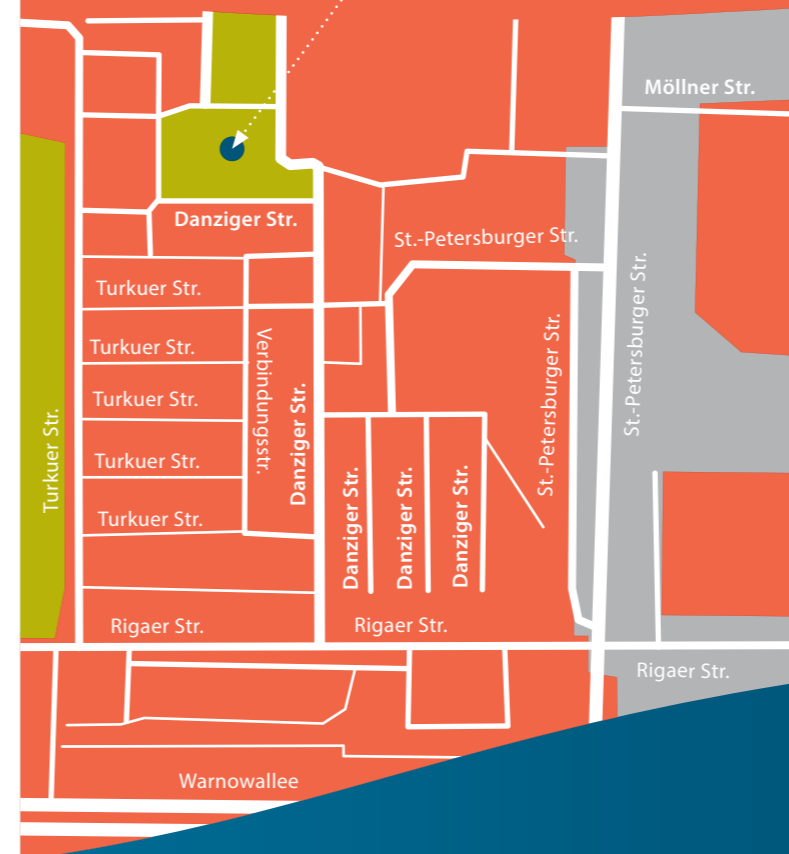 Möllner Str.
Danziger Str.
St.-Petersburger Str.
Turkuer Str.
Turkuer Str.
Verbindungsstr.
Danziger Str.
St.-Petersburger Str.
St.-Petersburger Str.
Turkuer Str.
Turkuer Str.
Turkuer Str.
Turkuer Str.
Danziger Str.
Danziger Str.
Danziger Str.
Rigaer Str.
Rigaer Str.
Rigaer Str.
Warnowallee